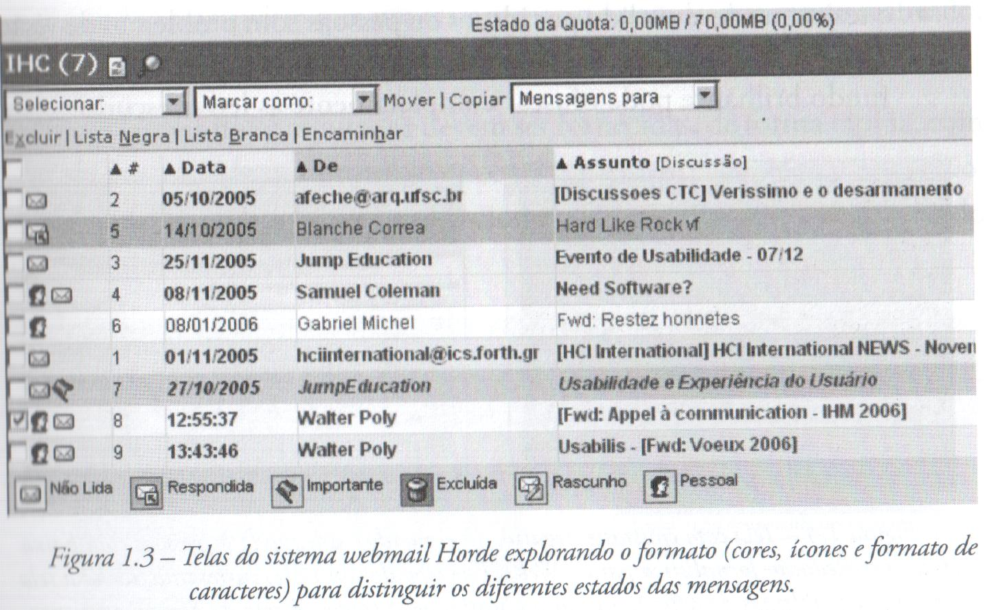 Estado da Quota: 0,00MB / 70,00MB (0,00%)
IHC (7)
Selecionar: Marcar como: Mover | Copiar Mensagens para
Excluir | Lista Negra | Lista Branca | Encaminhar
▲ # ▲ Data ▲ De ▲ Assunto [Discussão]
2 05/10/2005 afeche@arq.ufsc.br [Discussoes CTC] Verissimo e o desarmamento
5 14/10/2005 Blanche Correa Hard Like Rock vf
3 25/11/2005 Jump Education Evento de Usabilidade - 07/12
4 08/11/2005 Samuel Coleman Need Software?
6 08/01/2006 Gabriel Michel Fwd: Restez honnetes
1 01/11/2005 hciinternational@ics.forth.gr [HCI International] HCI International NEWS - Noven
7 27/10/2005 JumpEducation Usabilidade e Experiência do Usuário
8 12:55:37 Walter Poly [Fwd: Appel à communication - IHM 2006]
9 13:43:46 Walter Poly Usabilis - [Fwd: Voeux 2006]
Não Lida Respondida Importante Excluída Rascunho Pessoal
Figura 1.3 – Telas do sistema webmail Horde explorando o formato (cores, ícones e formato de
caracteres) para distinguir os diferentes estados das mensagens.